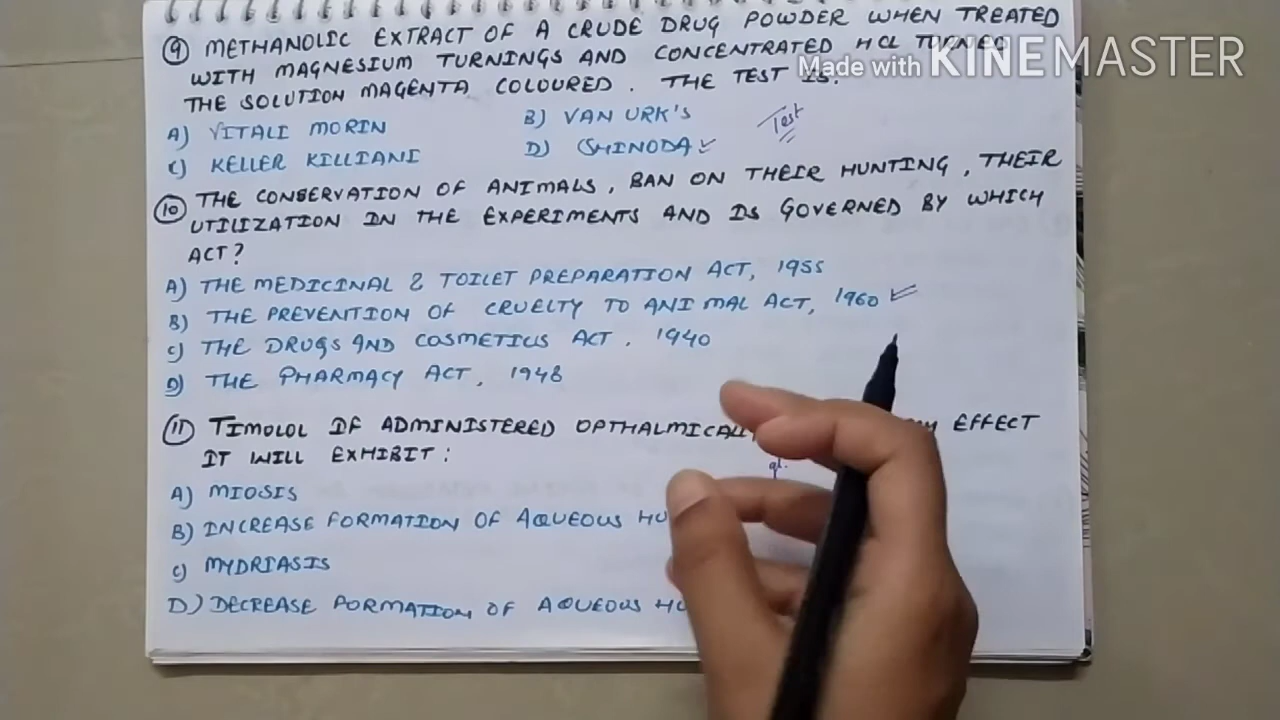 Made with KINEMASTER
⑨ METHANOLIC EXTRACT OF A CRUDE DRUG POWDER WHEN TREATED
WITH MAGNESIUM TURNINGS AND CONCENTRATED HCL TURNED
THE SOLUTION MAGENTA COLOURED. THE TEST IS:
A) VITALI MORIN B) VAN URK'S Test
C) KELLER KILLIANI D) SHINODA ✓
⑩ THE CONSERVATION OF ANIMALS, BAN ON THEIR HUNTING, THEIR
UTILIZATION IN THE EXPERIMENTS AND IS GOVERNED BY WHICH
ACT?
A) THE MEDICINAL & TOILET PREPARATION ACT, 1955
B) THE PREVENTION OF CRUELTY TO ANIMAL ACT, 1960 ✓
C) THE DRUGS AND COSMETICS ACT. 1940
D) THE PHARMACY ACT, 1948
⑪ TIMOLOL IF ADMINISTERED OPTHALMICALLY EFFECT
IT WILL EXHIBIT:
A) MIOSIS
B) INCREASE FORMATION OF AQUEOUS HU
C) MYDRIASIS
D) DECREASE FORMATION OF AQUEOUS HU